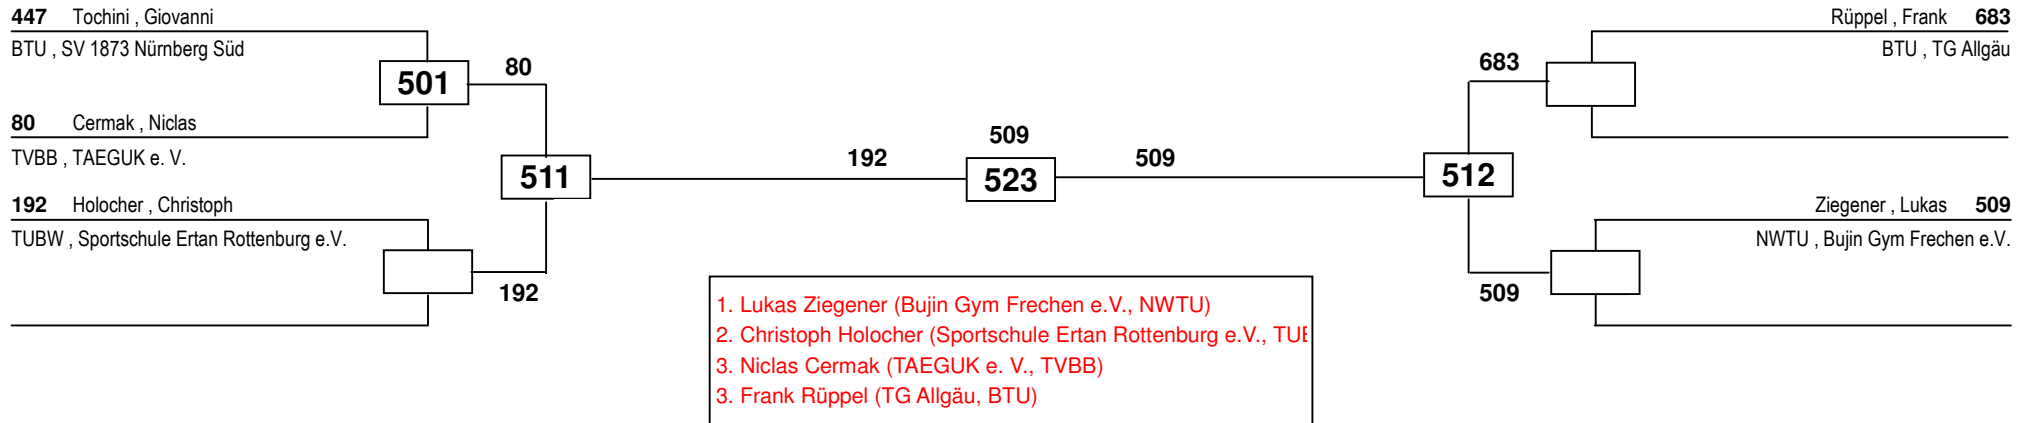 447 Tochini , Giovanni
BTU , SV 1873 Nürnberg Süd
501
80
80 Cermak , Niclas
TVBB , TAEGUK e. V.
511
192 Holocher , Christoph
TUBW , Sportschule Ertan Rottenburg e.V.
192
192
509
523
509
Rüppel , Frank 683
BTU , TG Allgäu
683
512
Ziegener , Lukas 509
NWTU , Bujin Gym Frechen e.V.
509
1. Lukas Ziegener (Bujin Gym Frechen e.V., NWTU)
2. Christoph Holocher (Sportschule Ertan Rottenburg e.V., TUB
3. Niclas Cermak (TAEGUK e. V., TVBB)
3. Frank Rüppel (TG Allgäu, BTU)